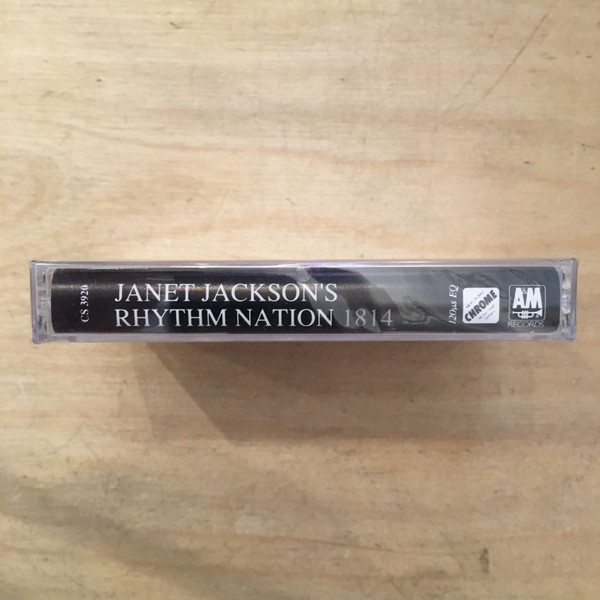 CS 3920
JANET JACKSON'S
RHYTHM NATION 1814
120µs EQ
CHROME
A&M
RECORDS